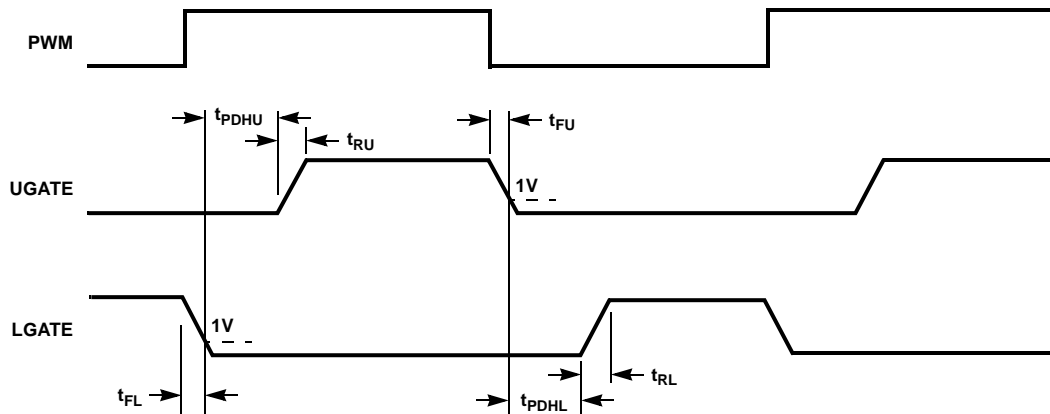 PWM
tPDHU
tRU
tFU
UGATE
1V
LGATE
1V
tFL
tRL
tPDHL